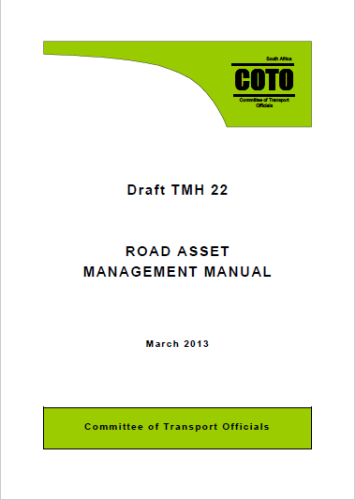 South Africa
COTO
Committee of Transport
Officials
Draft TMH 22
ROAD ASSET
MANAGEMENT MANUAL
March 2013
Committee of Transport Officials